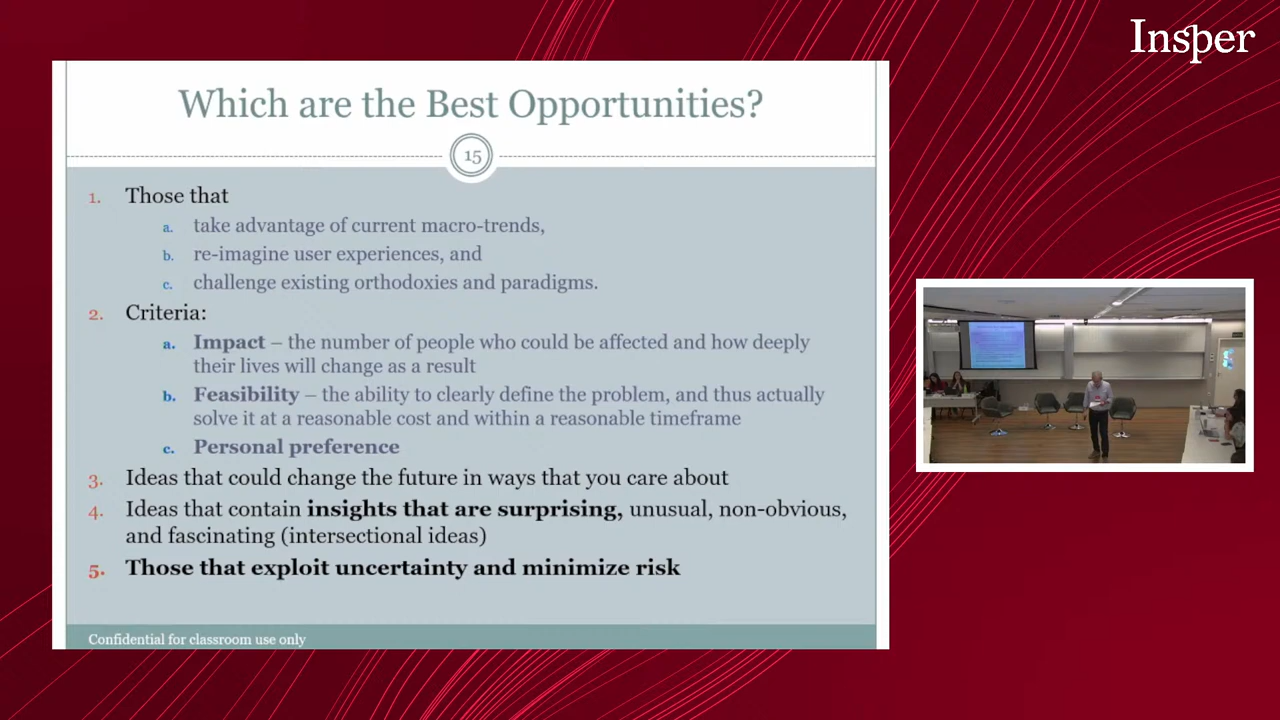 Insper
Which are the Best Opportunities?
15
1. Those that
a. take advantage of current macro-trends,
b. re-imagine user experiences, and
c. challenge existing orthodoxies and paradigms.
2. Criteria:
a. Impact – the number of people who could be affected and how deeply
their lives will change as a result
b. Feasibility – the ability to clearly define the problem, and thus actually
solve it at a reasonable cost and within a reasonable timeframe
c. Personal preference
3. Ideas that could change the future in ways that you care about
4. Ideas that contain insights that are surprising, unusual, non-obvious,
and fascinating (intersectional ideas)
5. Those that exploit uncertainty and minimize risk
Confidential for classroom use only